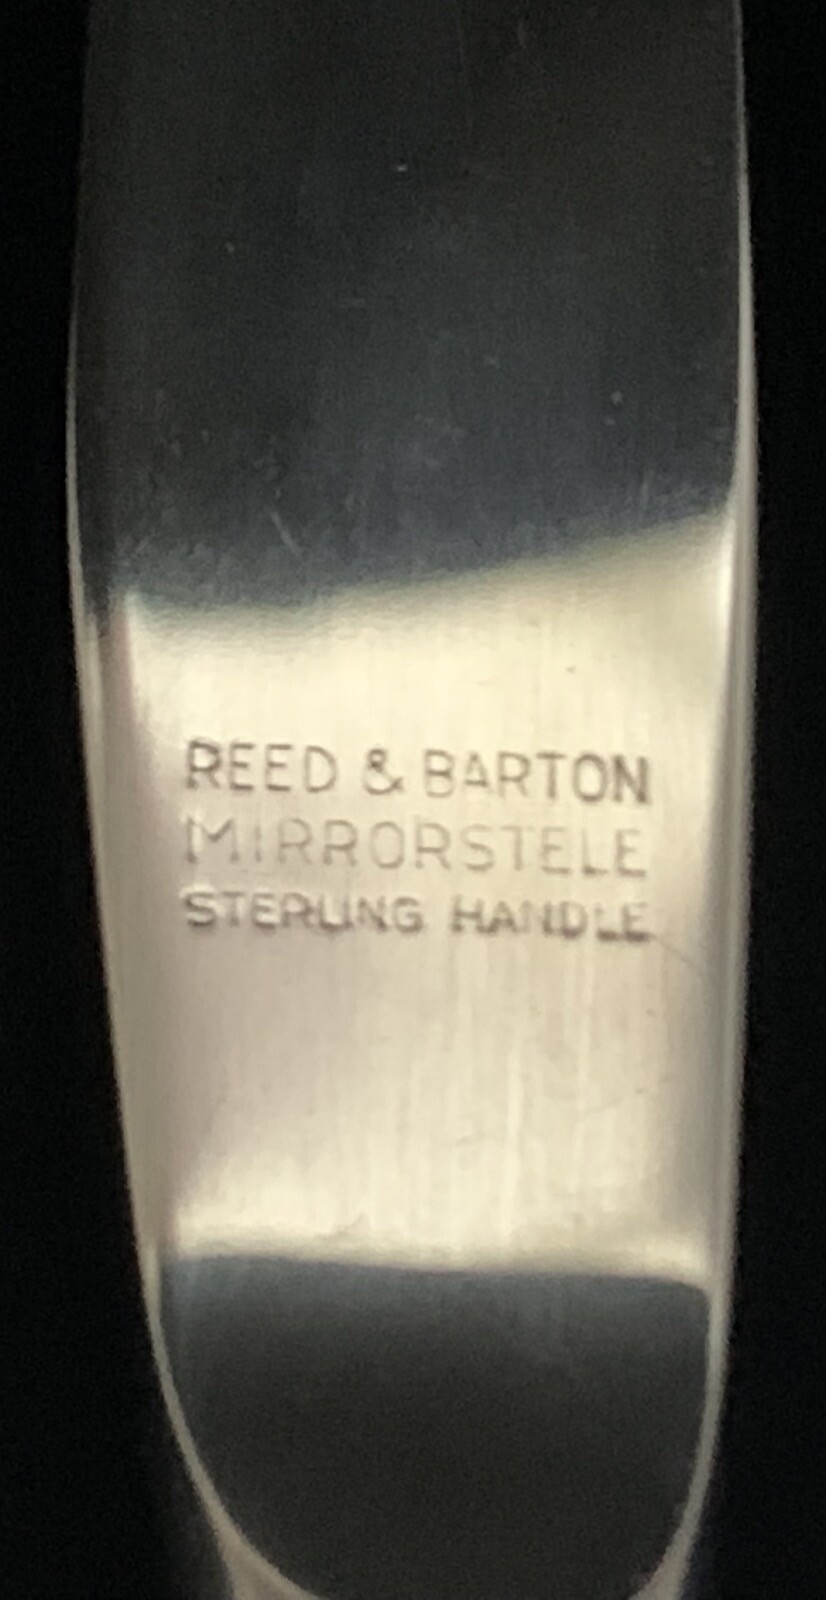 REED & BARTON
MIRRORSTELE
STERLING HANDLE